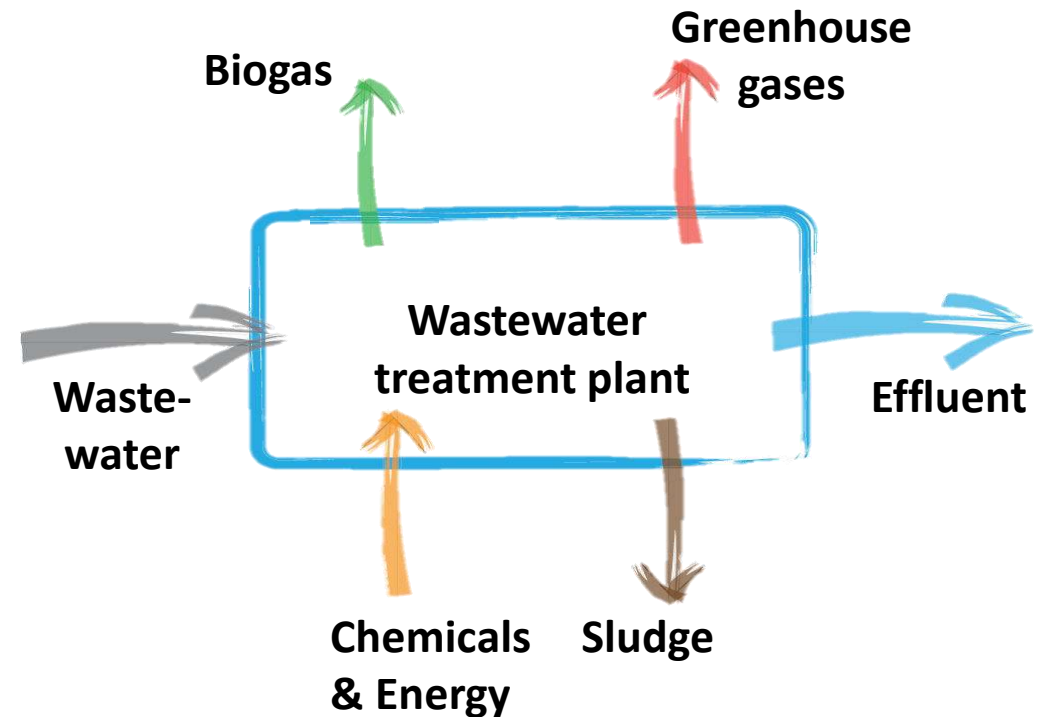 Greenhouse
gases
Biogas
Wastewater
treatment plant
Waste-
water
Effluent
Chemicals
& Energy
Sludge